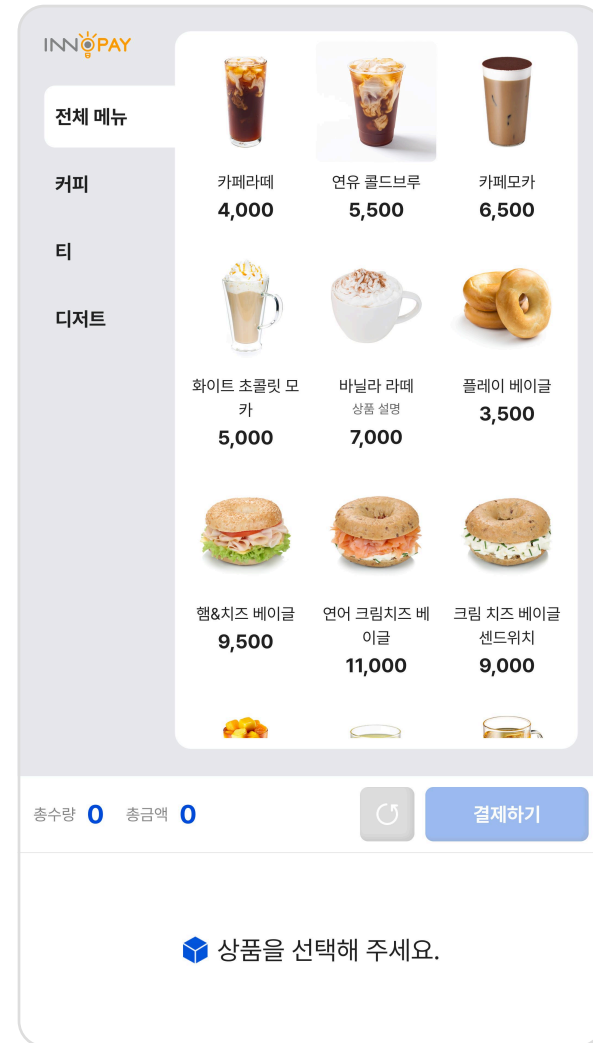 INNOPAY
전체 메뉴
커피
티
디저트
카페라떼
4,000
연유 콜드브루
5,500
카페모카
6,500
화이트 초콜릿 모
카
5,000
바닐라 라떼
상품 설명
7,000
플레이 베이글
3,500
햄&치즈 베이글
9,500
연어 크림치즈 베
이글
11,000
크림 치즈 베이글
센드위치
9,000
총수량 0 총금액 0
결제하기
상품을 선택해 주세요.